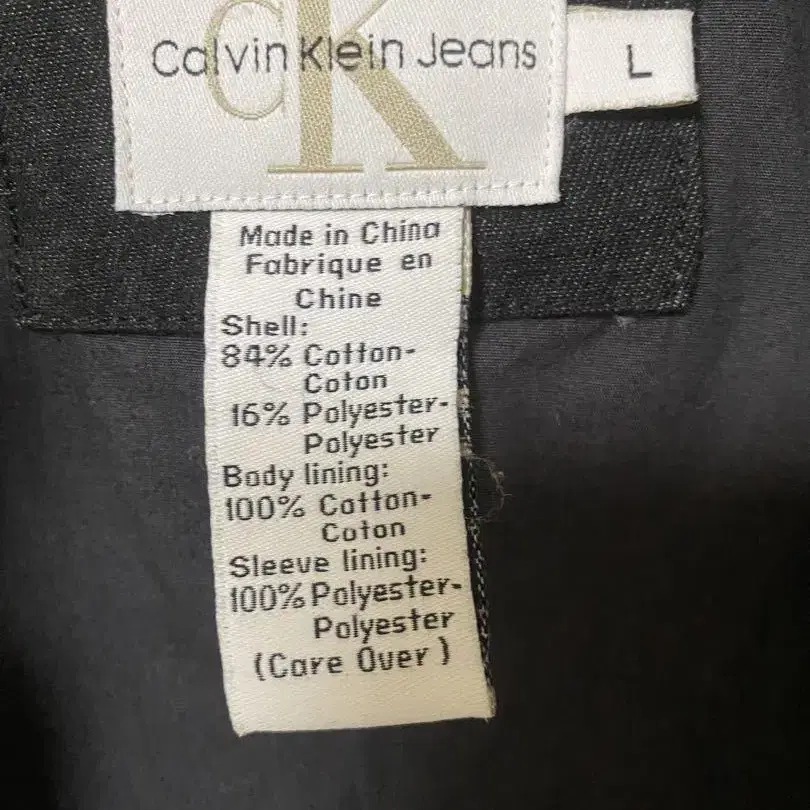 CK
Calvin Klein Jeans
L
Made in China
Fabrique en
Chine
Shell:
84% Cotton-
Coton
16% Polyester-
Polyester
Body lining:
100% Cotton-
Coton
Sleeve lining:
100% Polyester-
Polyester
(Care Over)